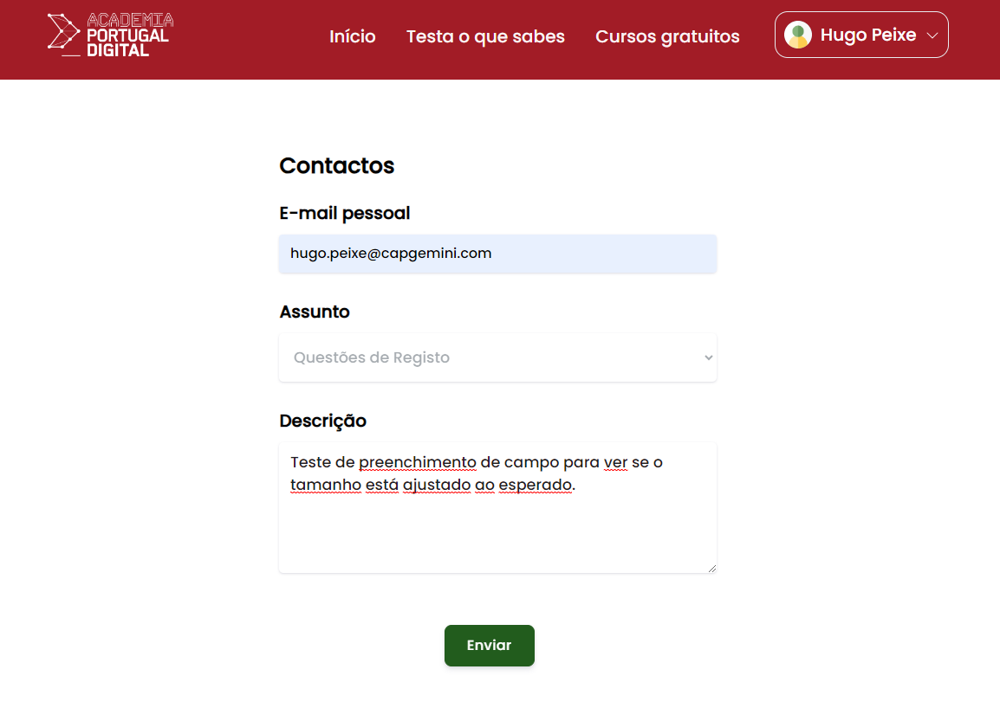 ACADEMIA
PORTUGAL
DIGITAL
Início
Testa o que sabes
Cursos gratuitos
Hugo Peixe
Contactos
E-mail pessoal
hugo.peixe@capgemini.com
Assunto
Questões de Registo
Descrição
Teste de preenchimento de campo para ver se o
tamanho está ajustado ao esperado.
Enviar